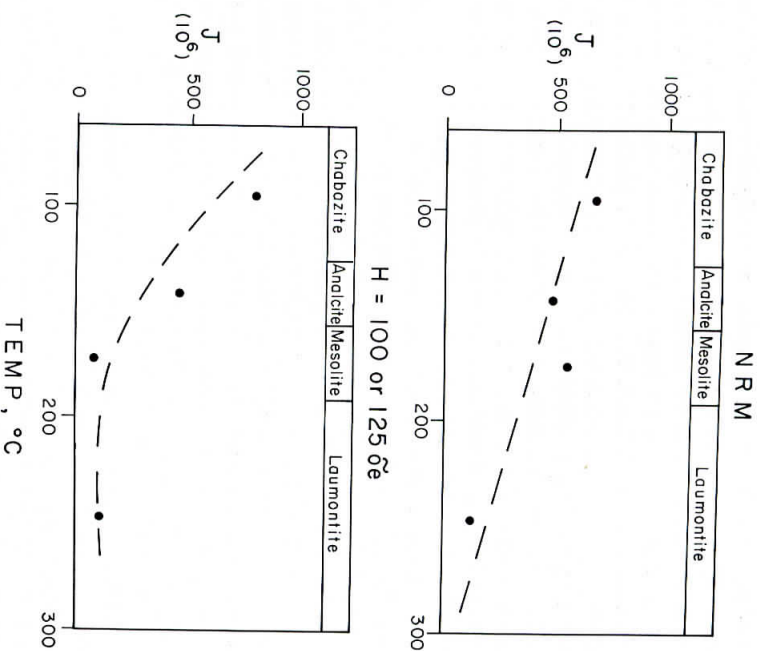 NRM
Chabazite Analcite Mesolite Laumontite
1000
500
0
J
(10⁶)
100 200 300
H = 100 or 125 õe
Chabazite Analcite Mesolite Laumontite
1000
500
0
J
(10⁶)
100 200 300
TEMP, °C